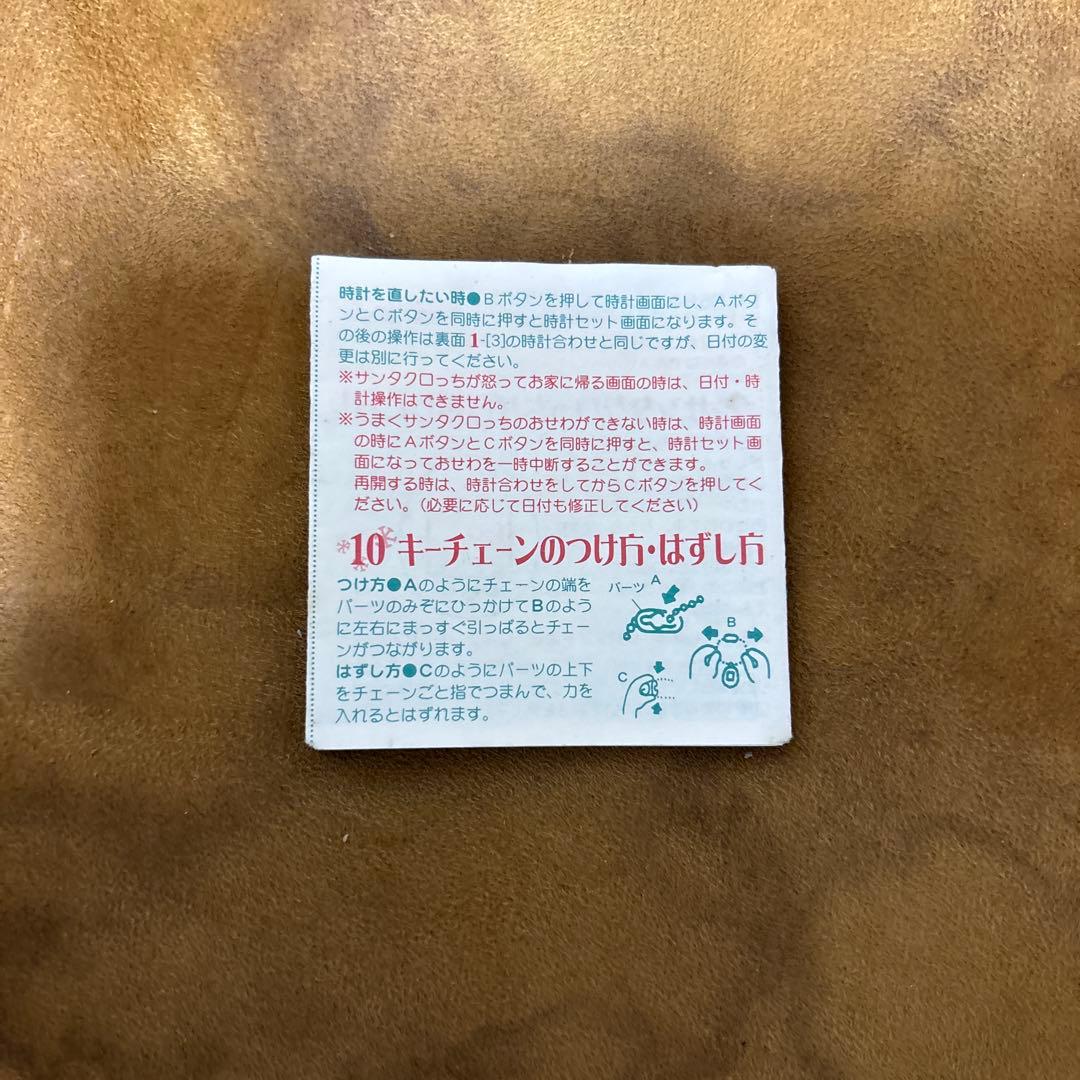 時計を直したい時●Bボタンを押して時計画面にし、Aボタ
ンとCボタンを同時に押すと時計セット画面になります。そ
の後の操作は裏面1-[3]の時計合わせと同じですが、日付の変
更は別に行ってください。
※サンタクロっちが怒ってお家に帰る画面の時は、日付・時
計操作はできません。
※うまくサンタクロっちのおせわができない時は、時計画面
の時にAボタンとCボタンを同時に押すと、時計セット画
面になっておせわを一時中断することができます。
再開する時は、時計合わせをしてからCボタンを押してく
ださい。(必要に応じて日付も修正してください)
10 キーチェーンのつけ方・はずし方
つけ方●Aのようにチェーンの端を
パーツのみぞにひっかけてBのよう
に左右にまっすぐ引っぱるとチェー
ンがつながります。
はずし方●Cのようにパーツの上下
をチェーンごと指でつまんで、力を
入れるとはずれます。
パーツ
A
B
C